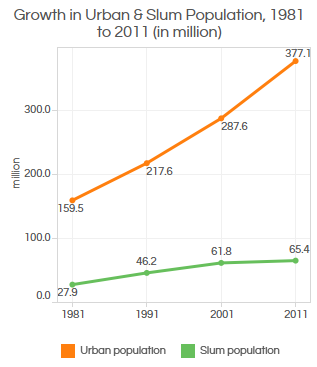 Growth in Urban & Slum Population, 1981
to 2011 (in million)
377.1
300.0
287.6
million
217.6
200.0
159.5
100.0
65.4
61.8
46.2
27.9
0.0
1981 1991 2001 2011
Urban population Slum population